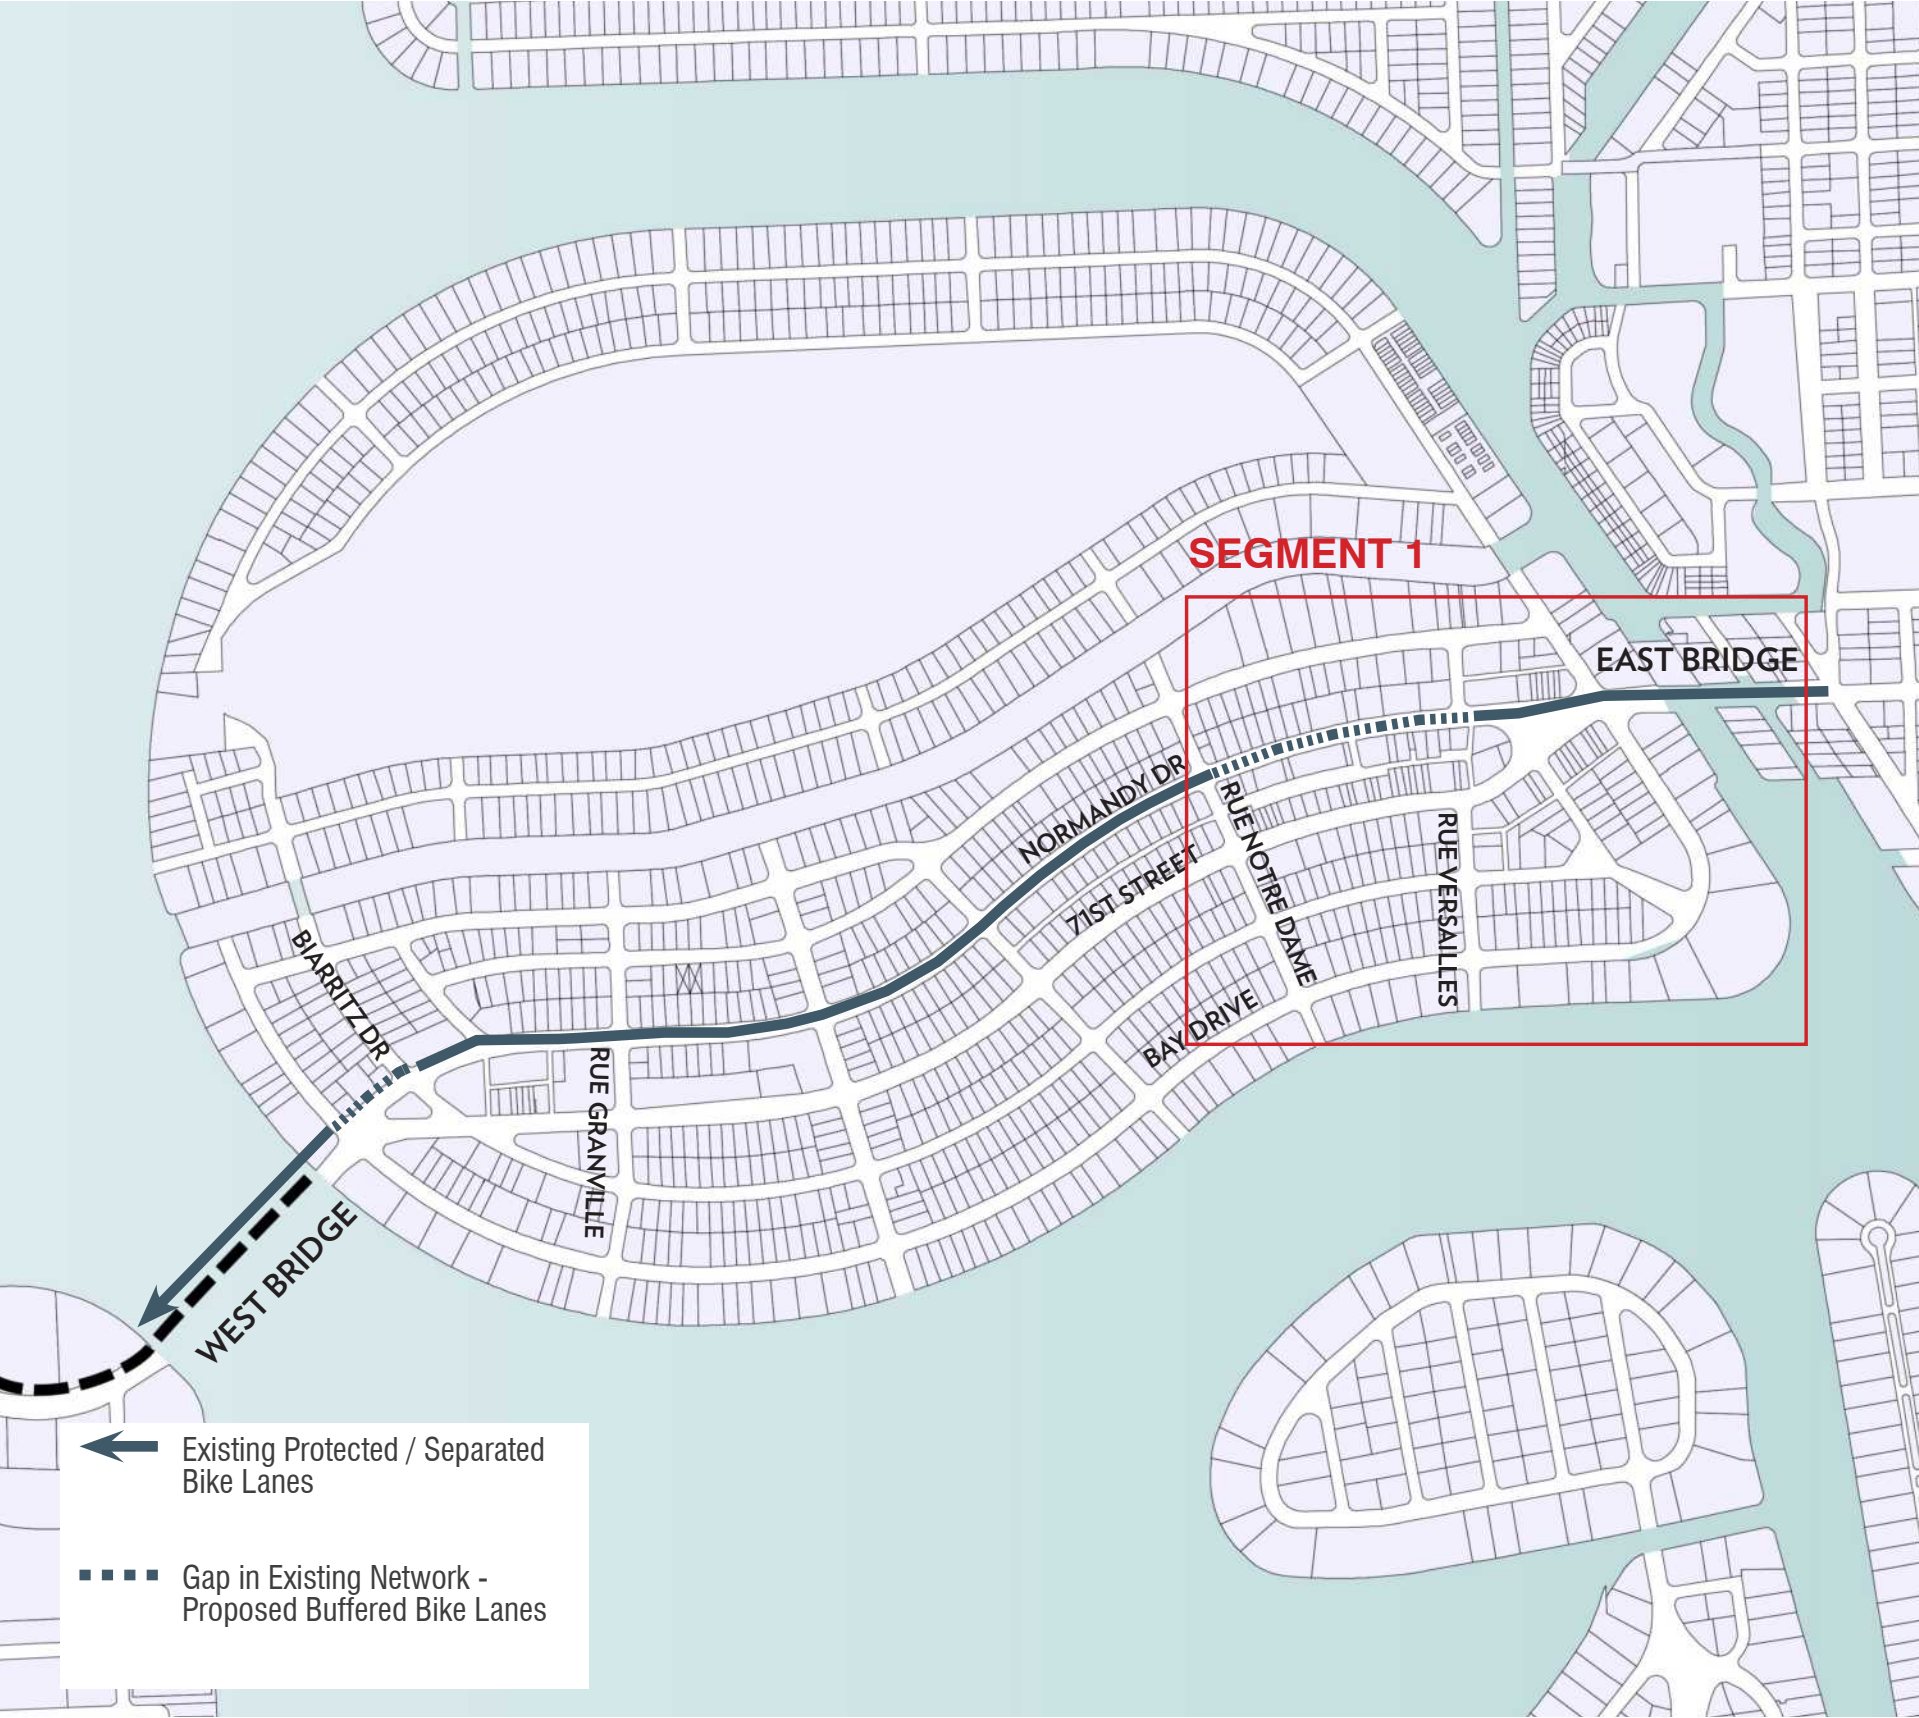 SEGMENT 1
EAST BRIDGE
NORMANDY DR
RUE NOTRE DAME
71ST STREET
RUE VERSAILLES
BIARRITZ DR
BAY DRIVE
RUE GRANVILLE
WEST BRIDGE
Existing Protected / Separated
Bike Lanes
Gap in Existing Network -
Proposed Buffered Bike Lanes